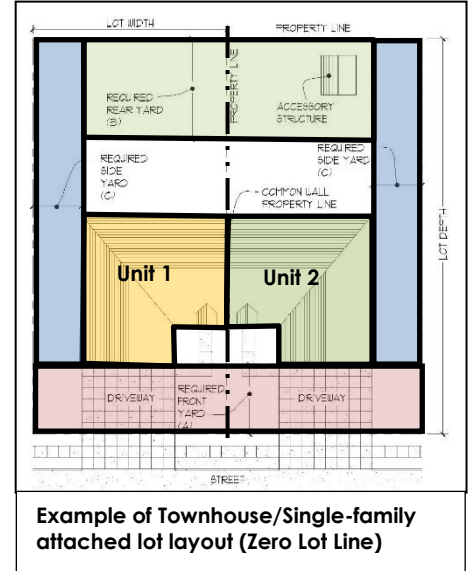 LOT WIDTH
PROPERTY LINE
PROPERTY LINE
REQUIRED
REAR YARD
(B)
ACCESSORY
STRUCTURE
REQUIRED
SIDE
YARD
(C)
REQUIRED
SIDE YARD
(C)
COMMON WALL
PROPERTY LINE
LOT DEPTH
Unit 1
Unit 2
DRIVEWAY
REQUIRED
FRONT
YARD
(A)
DRIVEWAY
STREET
Example of Townhouse/Single-family
attached lot layout (Zero Lot Line)